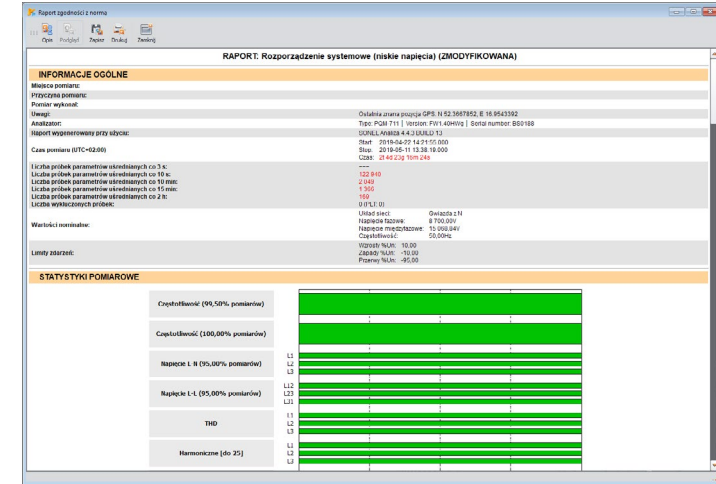 Raport zgodności z normą
Opis Podgląd Zapisz Drukuj Zamknij
RAPORT: Rozporządzenie systemowe (niskie napięcia) (ZMODYFIKOWANA)
INFORMACJE OGÓLNE
Miejsce pomiaru:
Przyczyna pomiaru:
Pomiar wykonał:
Uwagi: Ostatnia znana pozycja GPS: N 52.3667852, E 16.9543392
Analizator: Type: PQM-711 | Version: FW1.40HWg | Serial number: BS0188
Raport wygenerowany przy użyciu: SONEL Analiza 4.4.3 BUILD 13
Czas pomiaru (UTC+02:00) Start: 2019-04-22 14:21:55.000
Stop: 2019-05-11 13:38:19.000
Czas: 2t 4d 23g 16m 24s
Liczba próbek parametrów uśrednianych co 3 s: ---
Liczba próbek parametrów uśrednianych co 10 s: 122 940
Liczba próbek parametrów uśrednianych co 10 min: 2 049
Liczba próbek parametrów uśrednianych co 15 min: 1 366
Liczba próbek parametrów uśrednianych co 2 h: 169
Liczba wykluczonych próbek: 0 (PLT: 0)
Wartości nominalne: Układ sieci: Gwiazda z N
Napięcie fazowe: 8 700,00V
Napięcie międzyfazowe: 15 068,84V
Częstotliwość: 50,00Hz
Limity zdarzeń: Wzrosty %Un: 10,00
Zapady %Un: -10,00
Przerwy %Un: -95,00
STATYSTYKI POMIAROWE
Częstotliwość (99,50% pomiarów)
Częstotliwość (100,00% pomiarów)
Napięcie L-N (95,00% pomiarów) L1
L2
L3
Napięcie L-L (95,00% pomiarów) L12
L23
L31
THD L1
L2
L3
Harmoniczne [do 25] L1
L2
L3